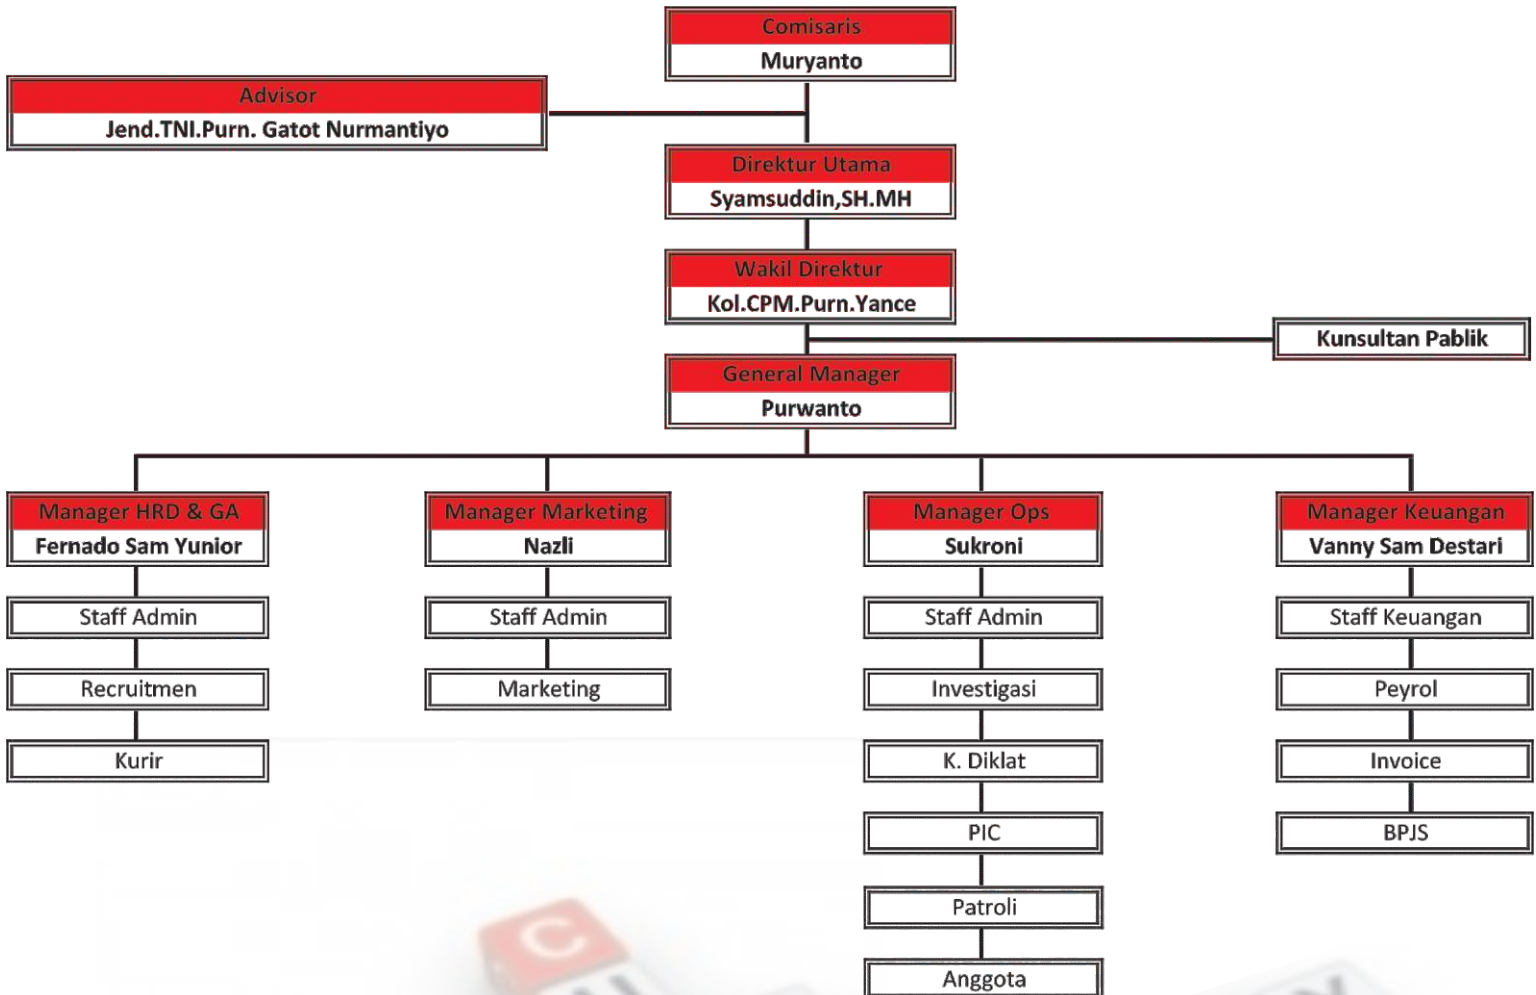 Comisaris
Muryanto
Advisor
Jend.TNI.Purn. Gatot Nurmantiyo
Direktur Utama
Syamsuddin,SH.MH
Wakil Direktur
Kol.CPM.Purn.Yance
Kunsultan Pablik
General Manager
Purwanto
Manager HRD & GA
Fernado Sam Yunior
Staff Admin
Recruitmen
Kurir
Manager Marketing
Nazli
Staff Admin
Marketing
Manager Ops
Sukroni
Staff Admin
Investigasi
K. Diklat
PIC
Patroli
Anggota
Manager Keuangan
Vanny Sam Destari
Staff Keuangan
Peyrol
Invoice
BPJS
C